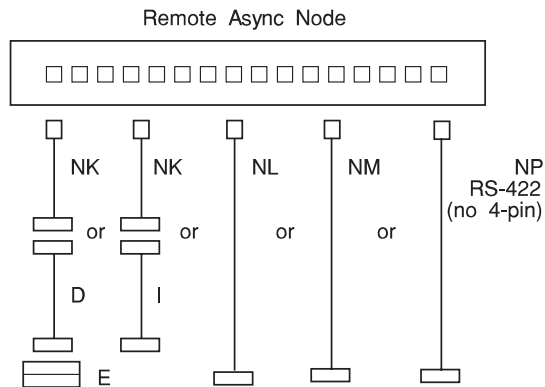 Remote Async Node
NK
NK
NL
NM
NP
RS-422
(no 4-pin)
or
or
or
or
D
I
E